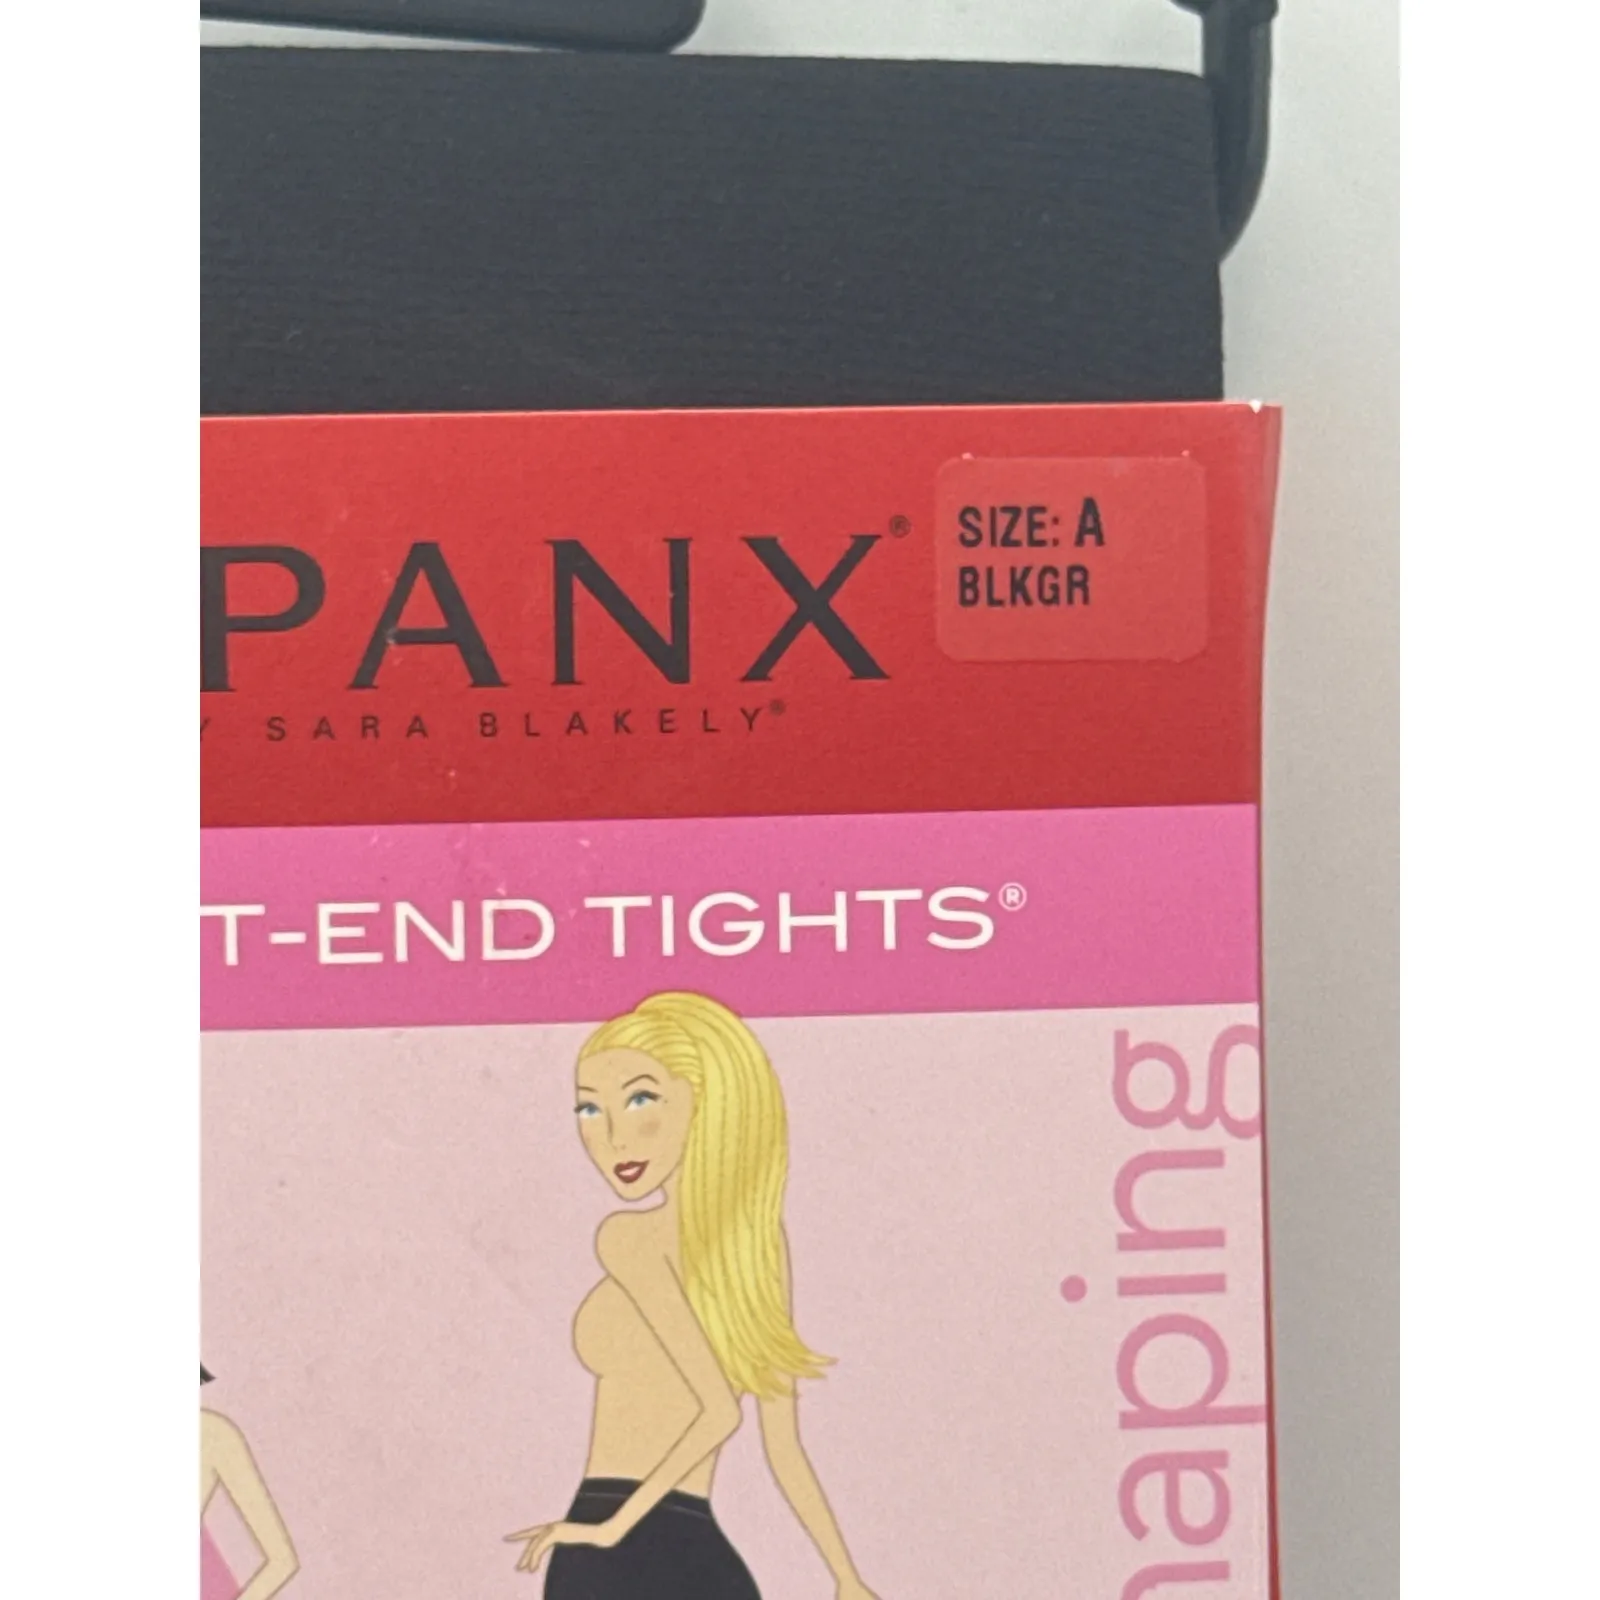 PANX®
SIZE: A
BLKGR
Y SARA BLAKELY®
T-END TIGHTS®
haping